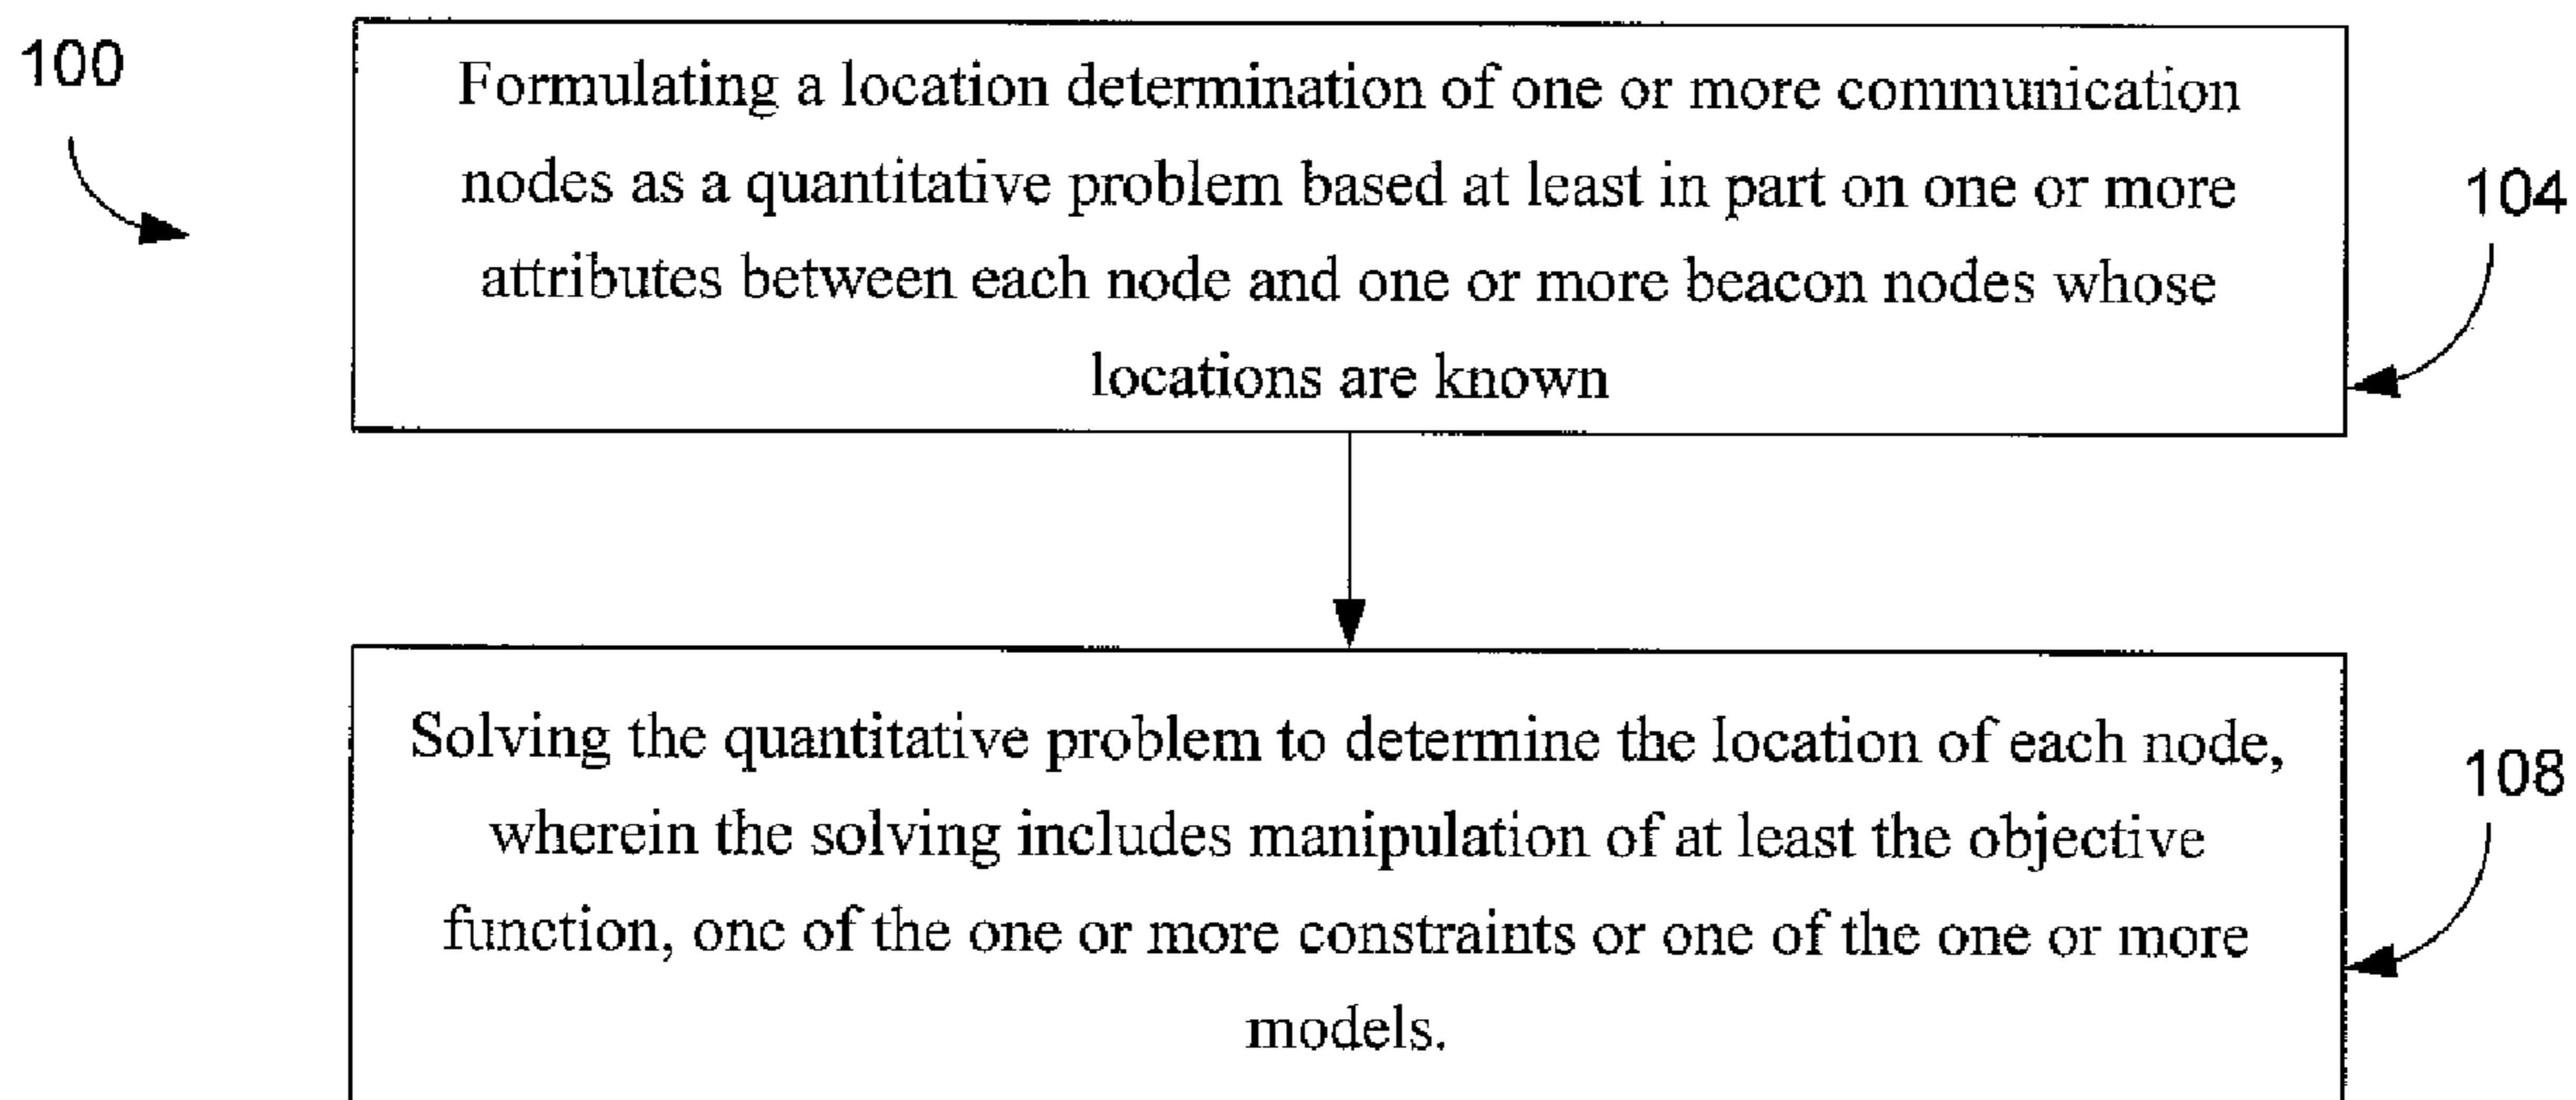 100
Formulating a location determination of one or more communication
nodes as a quantitative problem based at least in part on one or more
attributes between each node and one or more beacon nodes whose
locations are known
104
Solving the quantitative problem to determine the location of each node,
wherein the solving includes manipulation of at least the objective
function, one of the one or more constraints or one of the one or more
models.
108